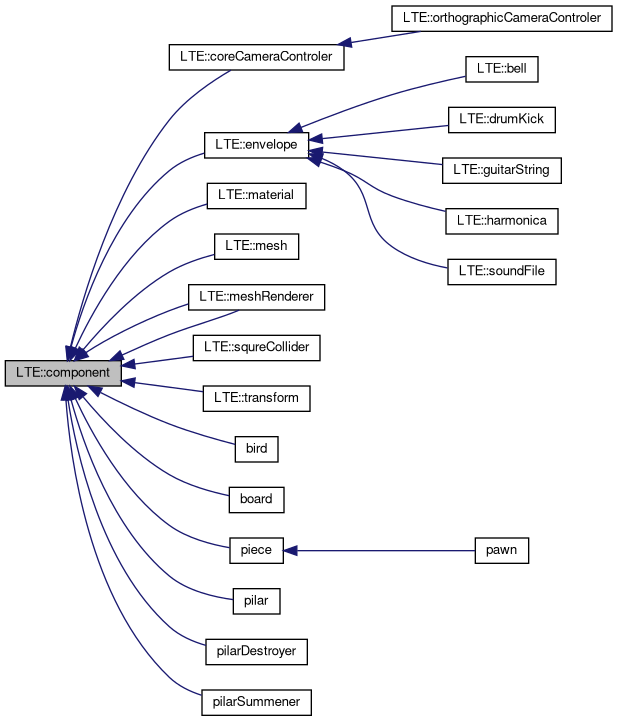 LTE::orthographicCameraControler
LTE::coreCameraControler
LTE::bell
LTE::drumKick
LTE::envelope
LTE::guitarString
LTE::material
LTE::harmonica
LTE::mesh
LTE::soundFile
LTE::meshRenderer
LTE::squreCollider
LTE::component
LTE::transform
bird
board
piece
pawn
pilar
pilarDestroyer
pilarSummener